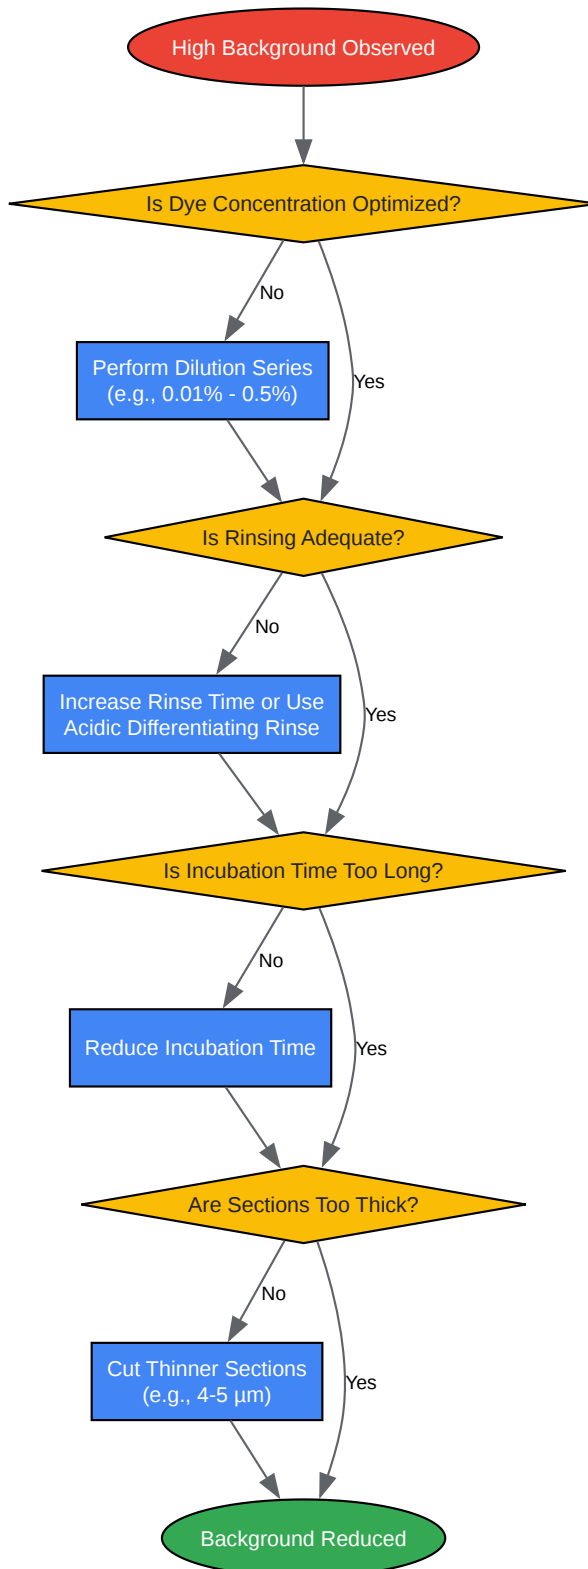 High Background Observed
Is Dye Concentration Optimized?
No
Perform Dilution Series
(e.g., 0.01% - 0.5%)
Yes
Is Rinsing Adequate?
No
Increase Rinse Time or Use
Acidic Differentiating Rinse
Yes
Is Incubation Time Too Long?
No
Reduce Incubation Time
Yes
Are Sections Too Thick?
No
Cut Thinner Sections
(e.g., 4-5 µm)
Yes
Background Reduced